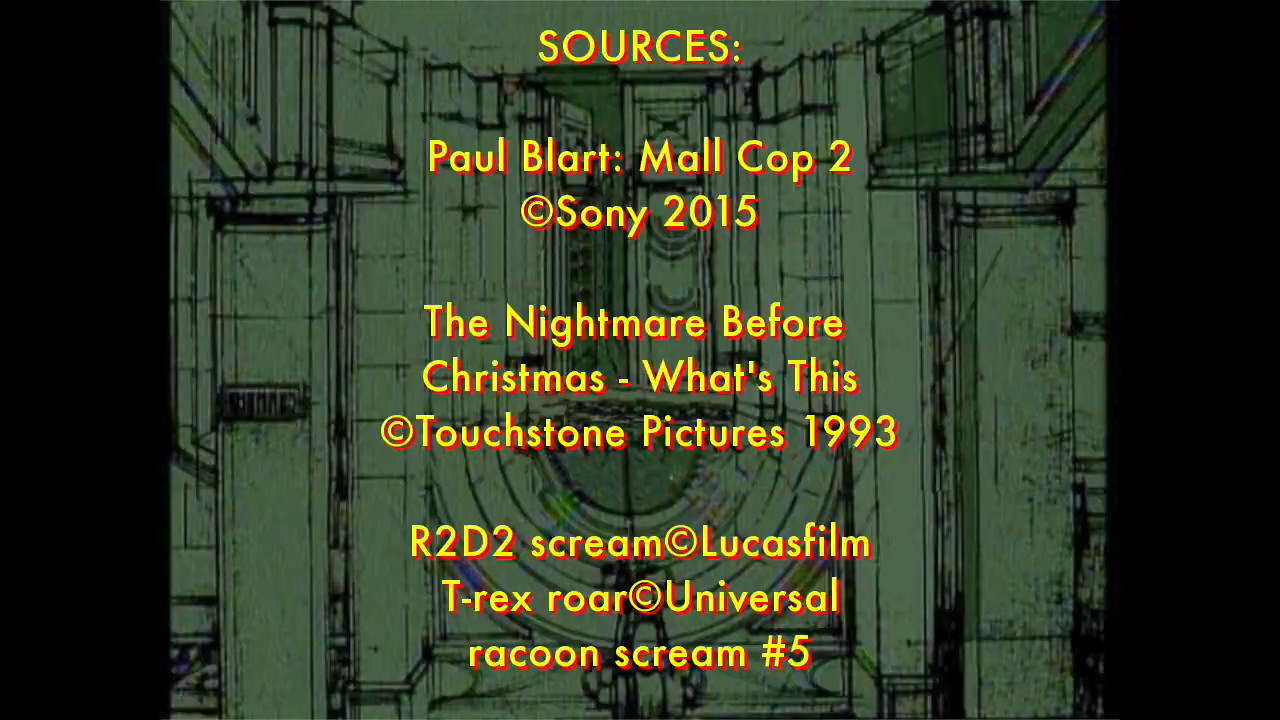 SOURCES:
Paul Blart: Mall Cop 2
©Sony 2015
The Nightmare Before
Christmas - What's This
©Touchstone Pictures 1993
R2D2 scream©Lucasfilm
T-rex roar©Universal
racoon scream #5